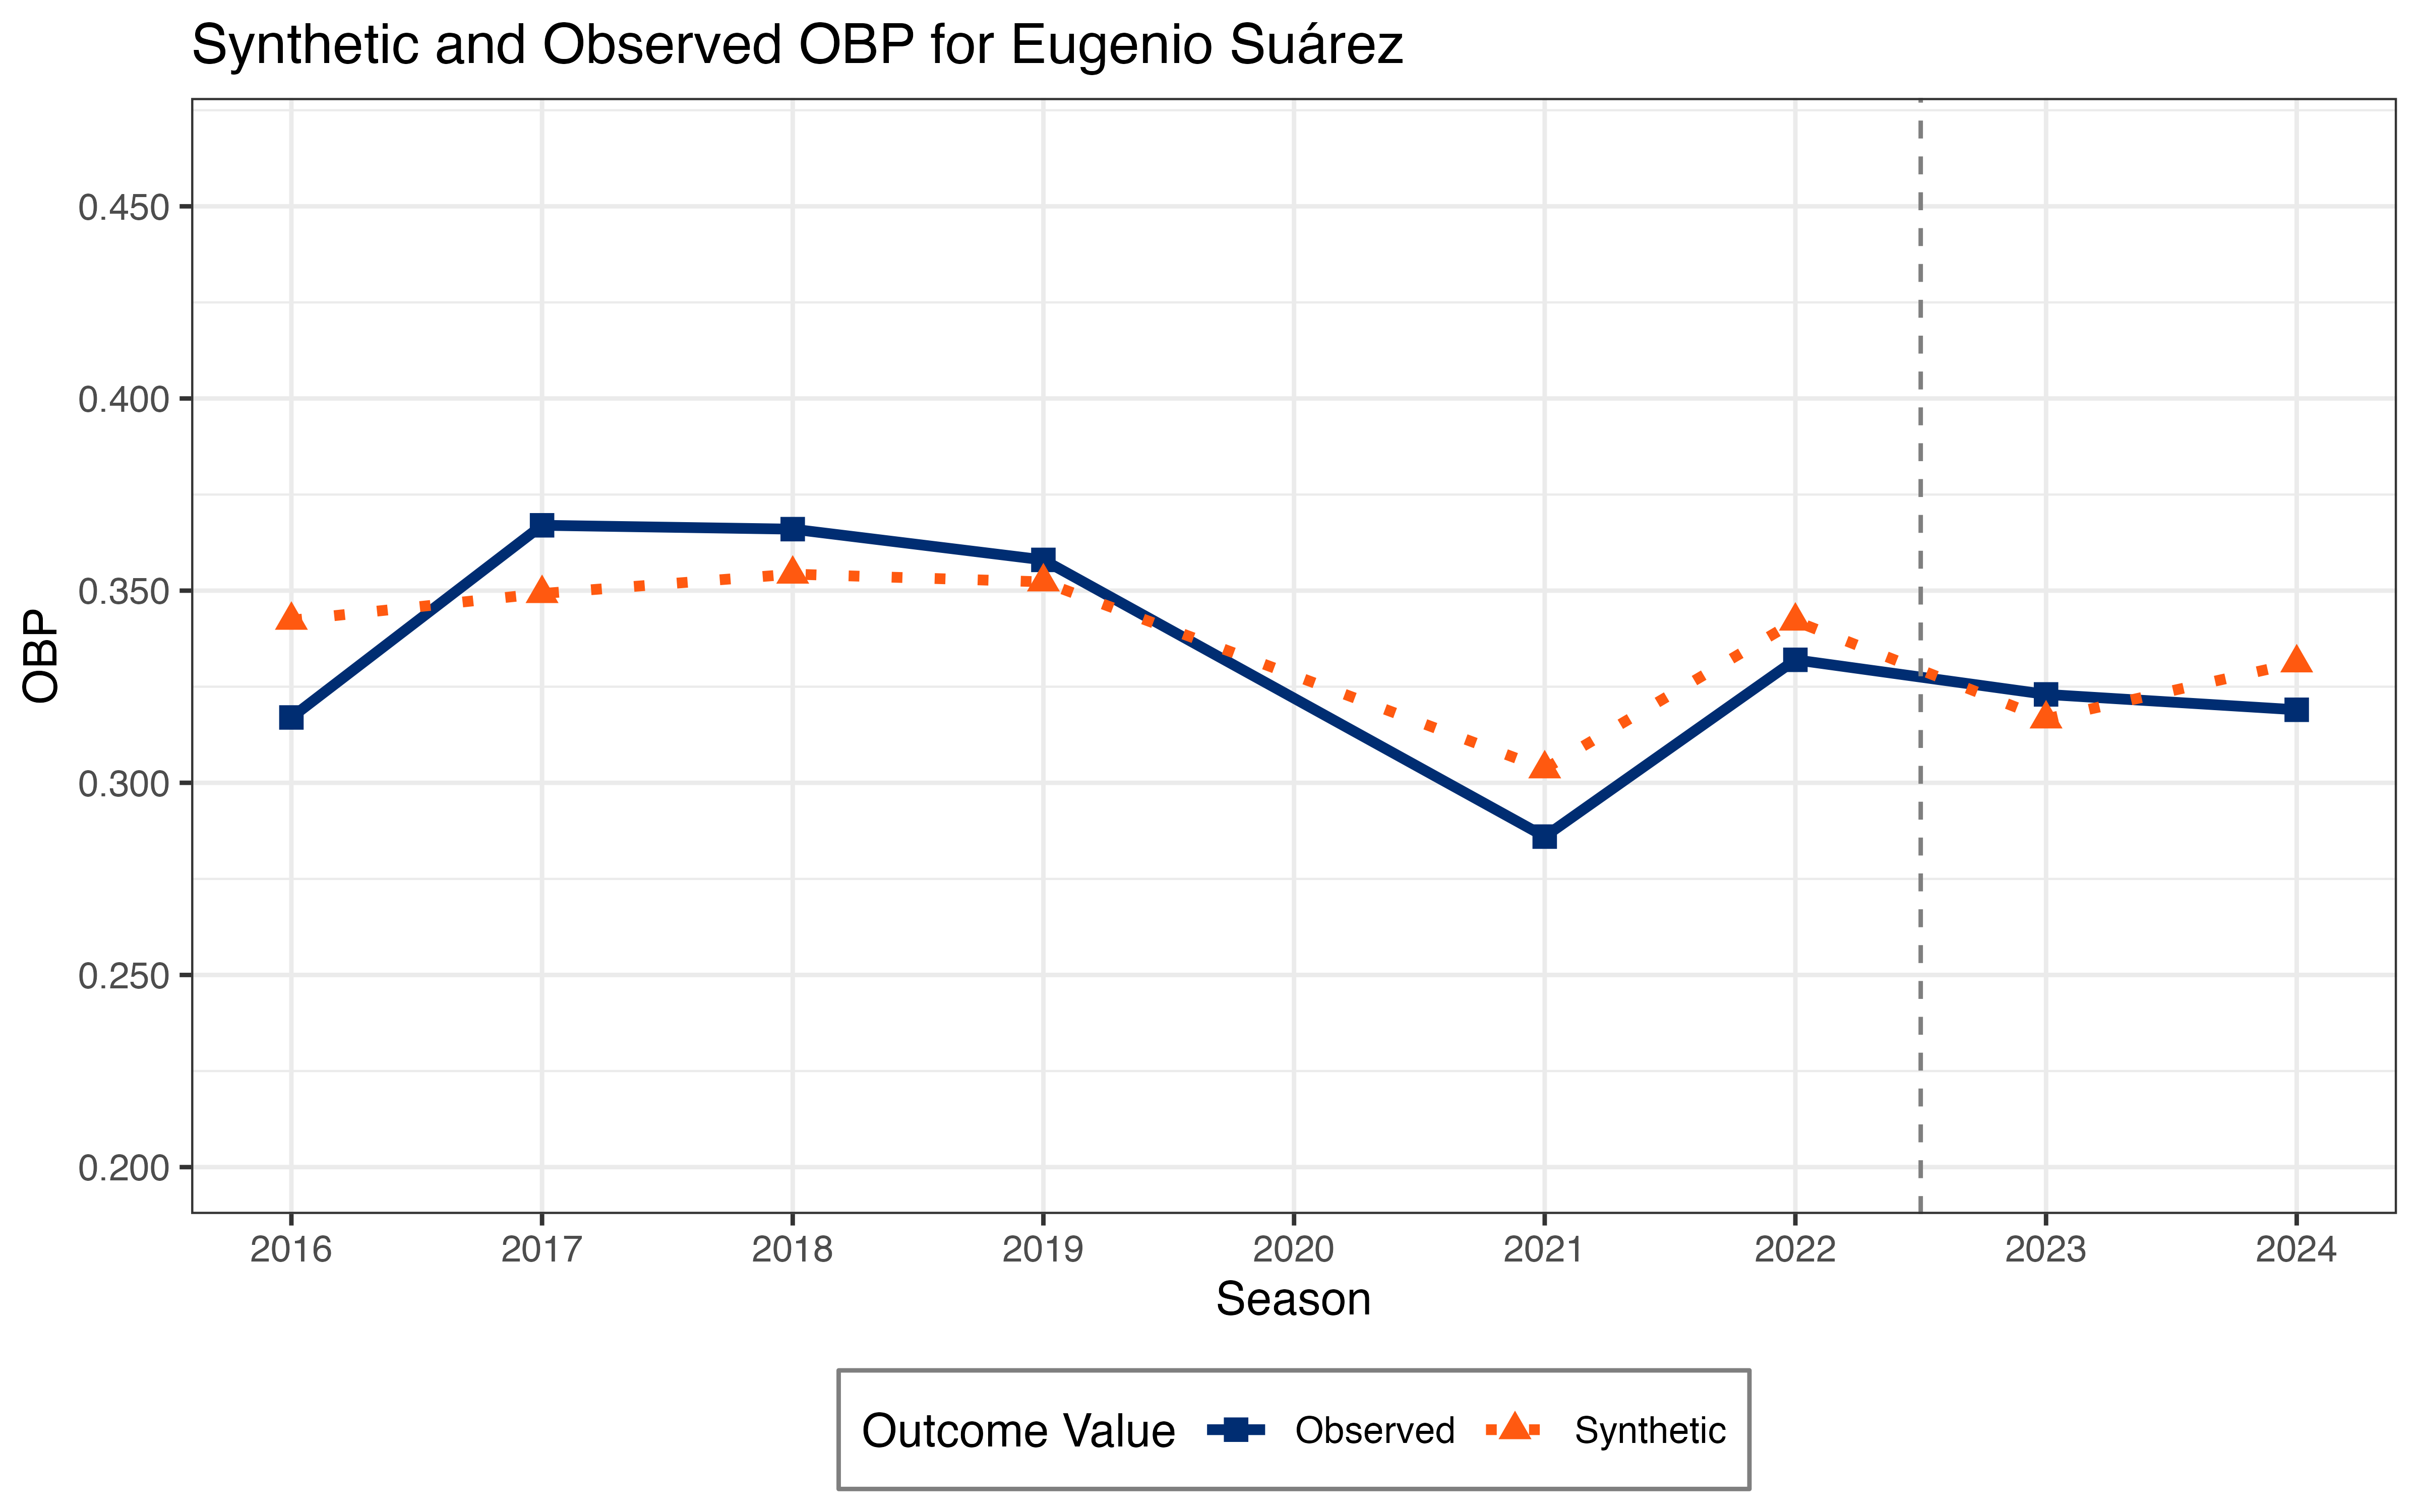 Synthetic and Observed OBP for Eugenio Suárez
0.450
0.400
0.350
0.300
0.250
0.200
OBP
2016 2017 2018 2019 2020 2021 2022 2023 2024
Season
Outcome Value Observed Synthetic